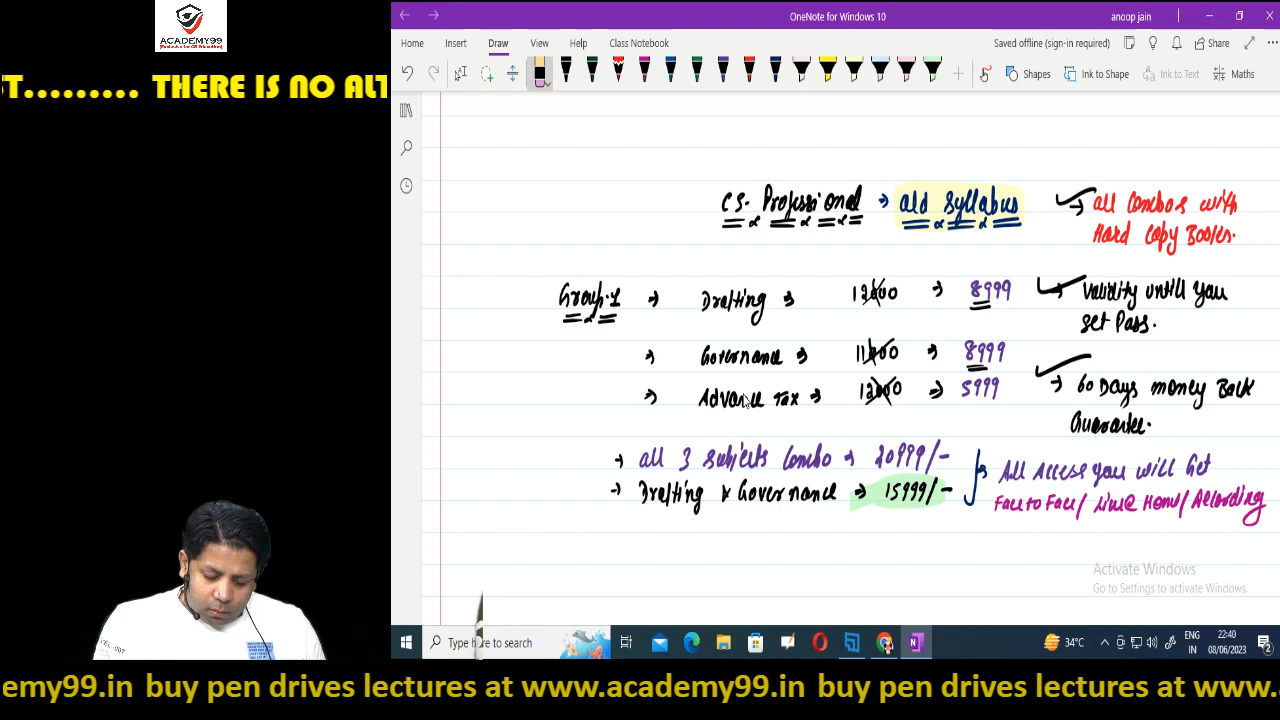 ACADEMY99
T......... THERE IS NO ALT
OneNote for Windows 10
anoop jain
Home Insert Draw View Help Class Notebook
Saved offline (sign-in required)
Share
Shapes Ink to Shape Ink to Text Maths
CS. Professional → old syllabus
→ all Combos with
Hard Copy Books.
Group-1 → Drafting → 12000 → 8999
→ Validity until you
get Pass.
→ Governance → 11000 → 8999
→ Advance Tax → 12000 → 5999
→ 60 Days money Back
Guarantee.
→ all 3 subjects Combo → 20999/-
→ Drafting & Governance → 15999/-
All Access you will Get
Face to Face/ Live@Home/ According
Activate Windows
Go to Settings to activate Windows.
Type here to search
34°C
ENG
IN
22:40
08/06/2023
emy99.in buy pen drives lectures at www.academy99.in buy pen drives lectures at www.a